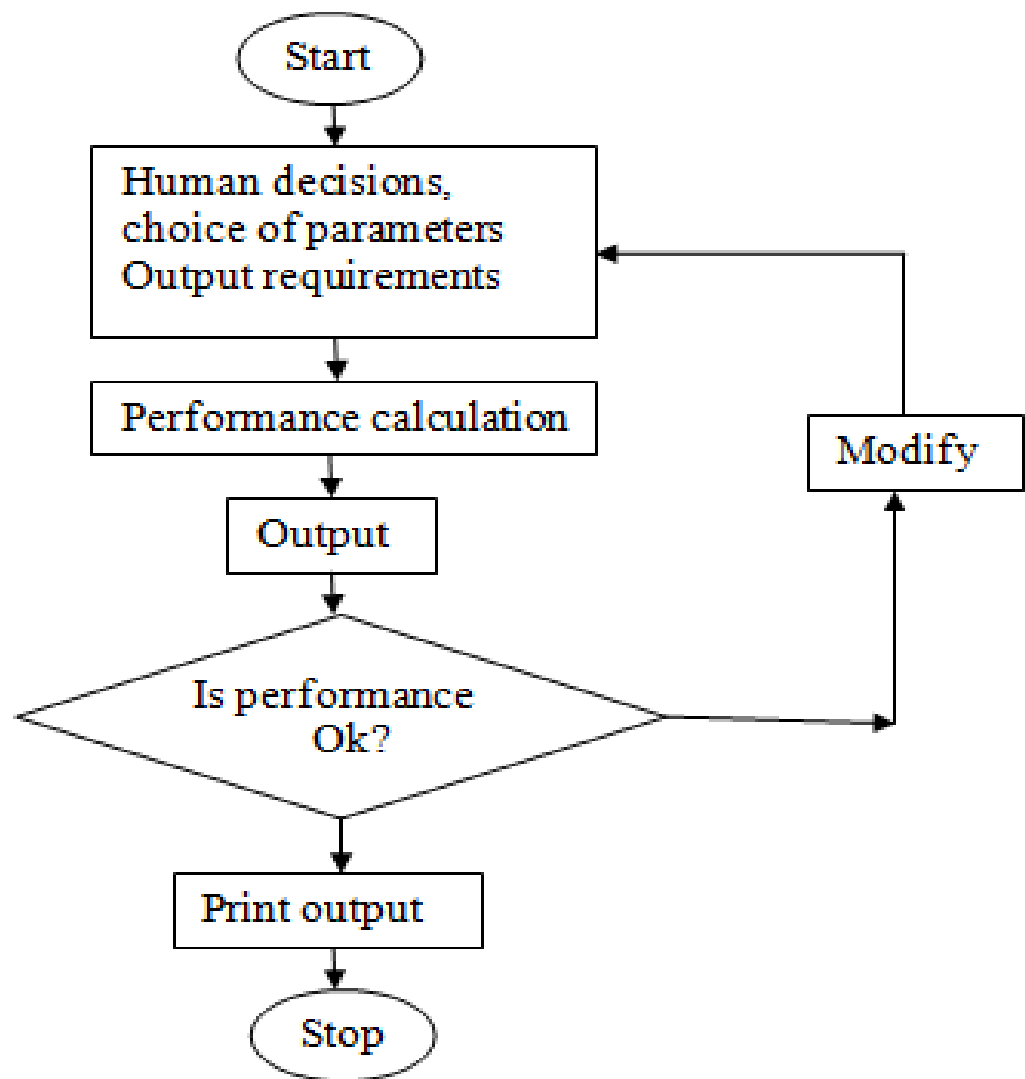 Start
Human decisions,
choice of parameters
Output requirements
Performance calculation
Modify
Output
Is performance
Ok?
Print output
Stop